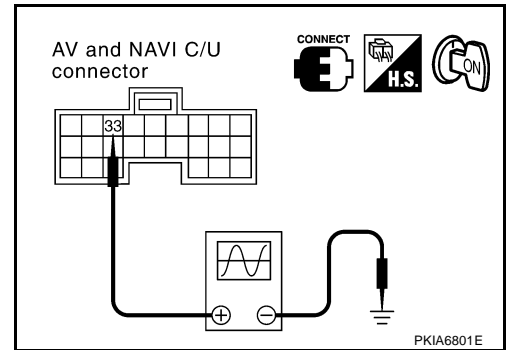 AV and NAVI C/U
connector
CONNECT
H.S.
ON
33
PKIA6801E